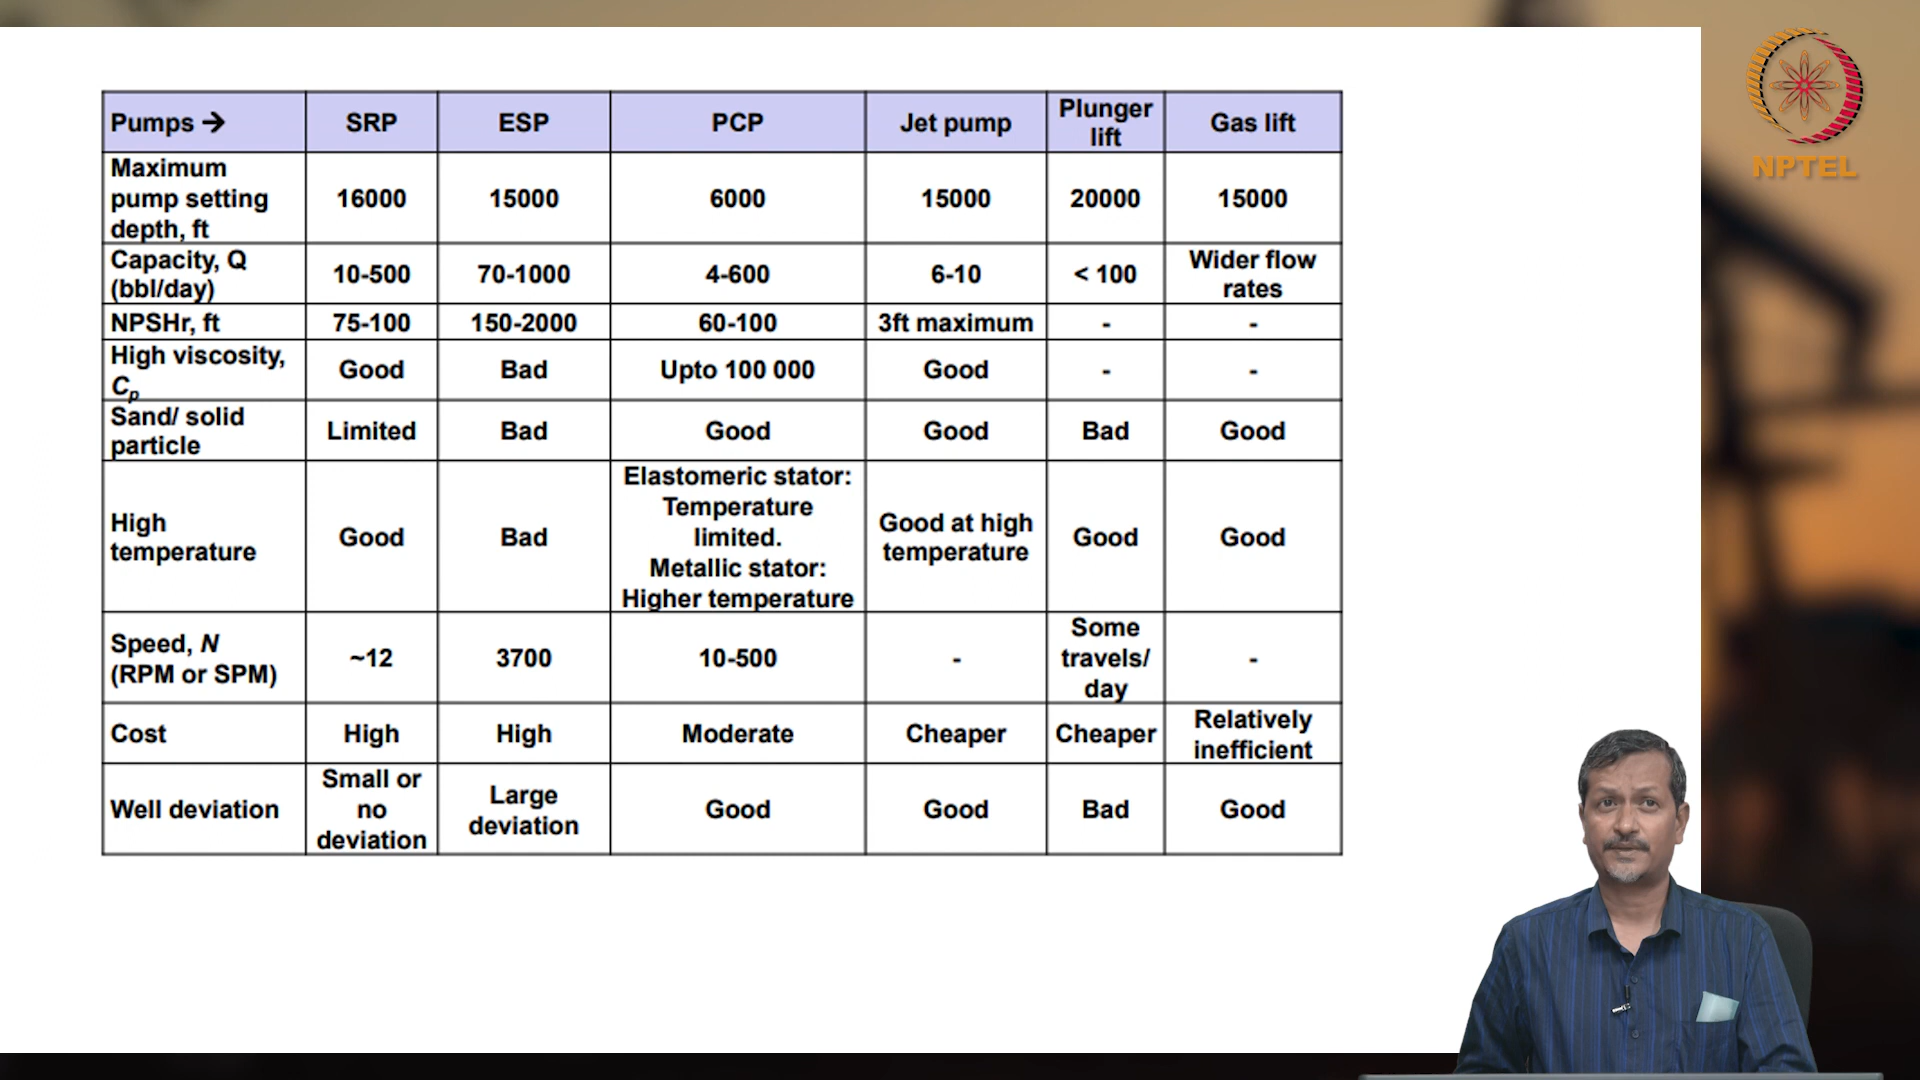 Pumps → SRP ESP PCP Jet pump Plunger lift Gas lift
Maximum pump setting depth, ft 16000 15000 6000 15000 20000 15000
Capacity, Q (bbl/day) 10-500 70-1000 4-600 6-10 < 100 Wider flow rates
NPSHr, ft 75-100 150-2000 60-100 3ft maximum - -
High viscosity, Cp Good Bad Upto 100 000 Good - -
Sand/ solid particle Limited Bad Good Good Bad Good
High temperature Good Bad Elastomeric stator: Temperature limited. Metallic stator: Higher temperature Good at high temperature Good Good
Speed, N (RPM or SPM) ~12 3700 10-500 - Some travels/ day -
Cost High High Moderate Cheaper Cheaper Relatively inefficient
Well deviation Small or no deviation Large deviation Good Good Bad Good
NPTEL